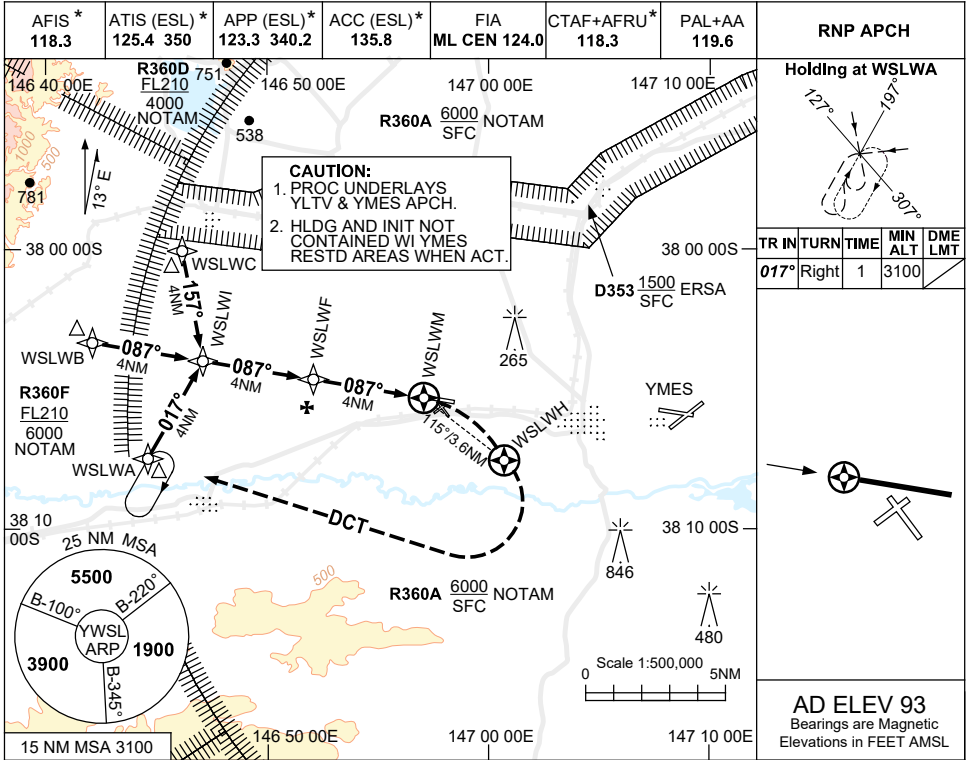 AFIS *
118.3
ATIS (ESL) *
125.4 350
APP (ESL) *
123.3 340.2
ACC (ESL) *
135.8
FIA
ML CEN 124.0
CTAF+AFRU *
118.3
PAL+AA
119.6
RNP APCH
146 40 00E
146 50 00E
147 00 00E
147 10 00E
R360D
FL210
4000
NOTAM
751
538
R360A 6000 NOTAM
SFC
1000
500
781
13° E
CAUTION:
1. PROC UNDERLAYS
YLTV & YMES APCH.
2. HLDG AND INIT NOT
CONTAINED WI YMES
RESTD AREAS WHEN ACT.
38 00 00S
38 00 00S
WSLWC
157°
4NM
D353 1500 ERSA
SFC
WSLWI
WSLWF
WSLWM
265
WSLWB
087°
4NM
087°
4NM
087°
4NM
YMES
R360F
FL210
6000
NOTAM
017°
4NM
115°/3.6NM
WSLWH
WSLWA
DCT
38 10
00S
38 10 00S
25 NM MSA
5500
B-100°
B-220°
YWSL
ARP
3900
1900
B-345°
500
R360A 6000 NOTAM
SFC
846
480
Scale 1:500,000
0
5NM
15 NM MSA 3100
146 50 00E
147 00 00E
147 10 00E
Holding at WSLWA
127°
197°
307°
TR IN TURN TIME MIN ALT DME LMT
017° Right 1 3100
AD ELEV 93
Bearings are Magnetic
Elevations in FEET AMSL